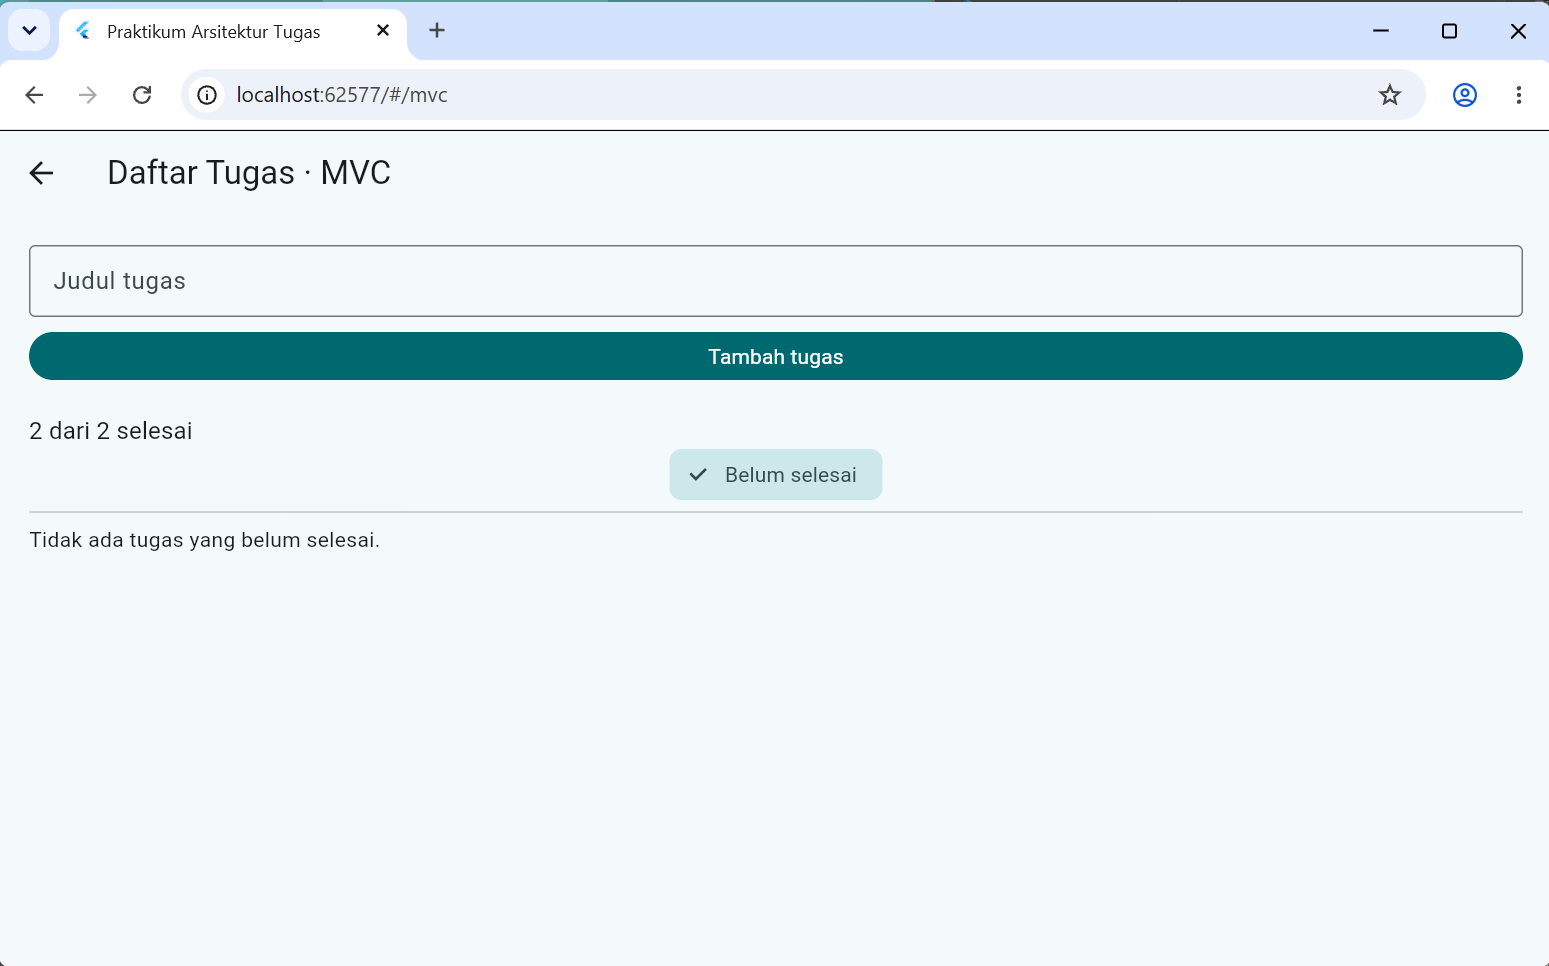 Praktikum Arsitektur Tugas
localhost:62577/#/mvc
Daftar Tugas · MVC
Judul tugas
Tambah tugas
2 dari 2 selesai
Belum selesai
Tidak ada tugas yang belum selesai.